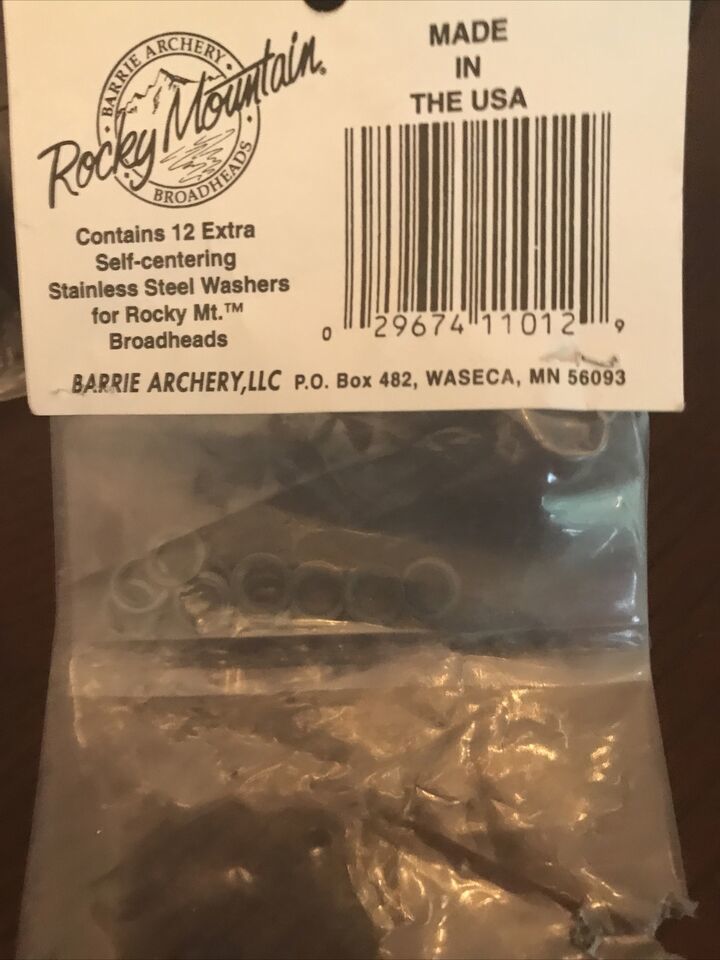 BARRIE ARCHERY
Rocky Mountain®
BROADHEADS
Contains 12 Extra
Self-centering
Stainless Steel Washers
for Rocky Mt.™
Broadheads
MADE
IN
THE USA
0 29674 11012 9
BARRIE ARCHERY,LLC P.O. Box 482, WASECA, MN 56093